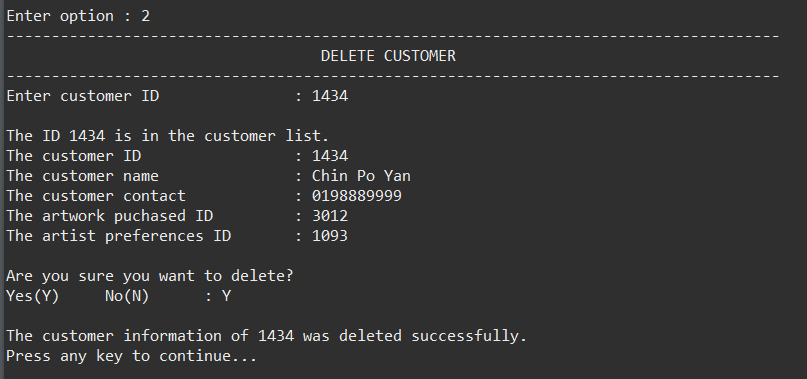 Enter option : 2
--------------------------------------------------------------------------------------
DELETE CUSTOMER
--------------------------------------------------------------------------------------
Enter customer ID : 1434
The ID 1434 is in the customer list.
The customer ID : 1434
The customer name : Chin Po Yan
The customer contact : 0198889999
The artwork puchased ID : 3012
The artist preferences ID : 1093
Are you sure you want to delete?
Yes(Y) No(N) : Y
The customer information of 1434 was deleted successfully.
Press any key to continue...